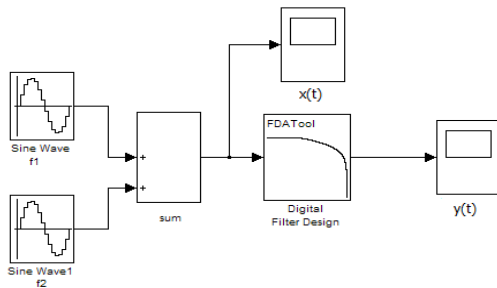 x(t)
Sine Wave
f1
+
+
sum
FDATool
Digital
Filter Design
y(t)
Sine Wave1
f2